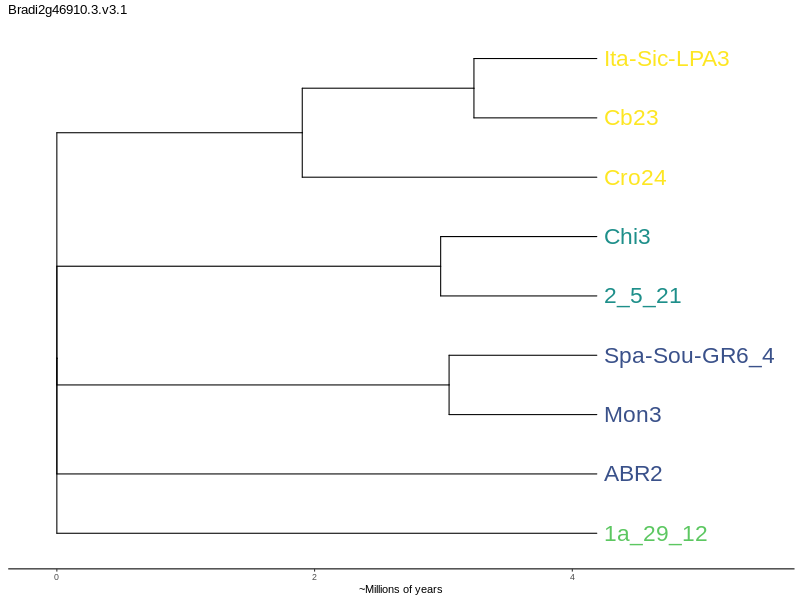 Bradi2g46910.3.v3.1
Ita-Sic-LPA3
Cb23
Cro24
Chi3
2_5_21
Spa-Sou-GR6_4
Mon3
ABR2
1a_29_12
0 2 4
~Millions of years